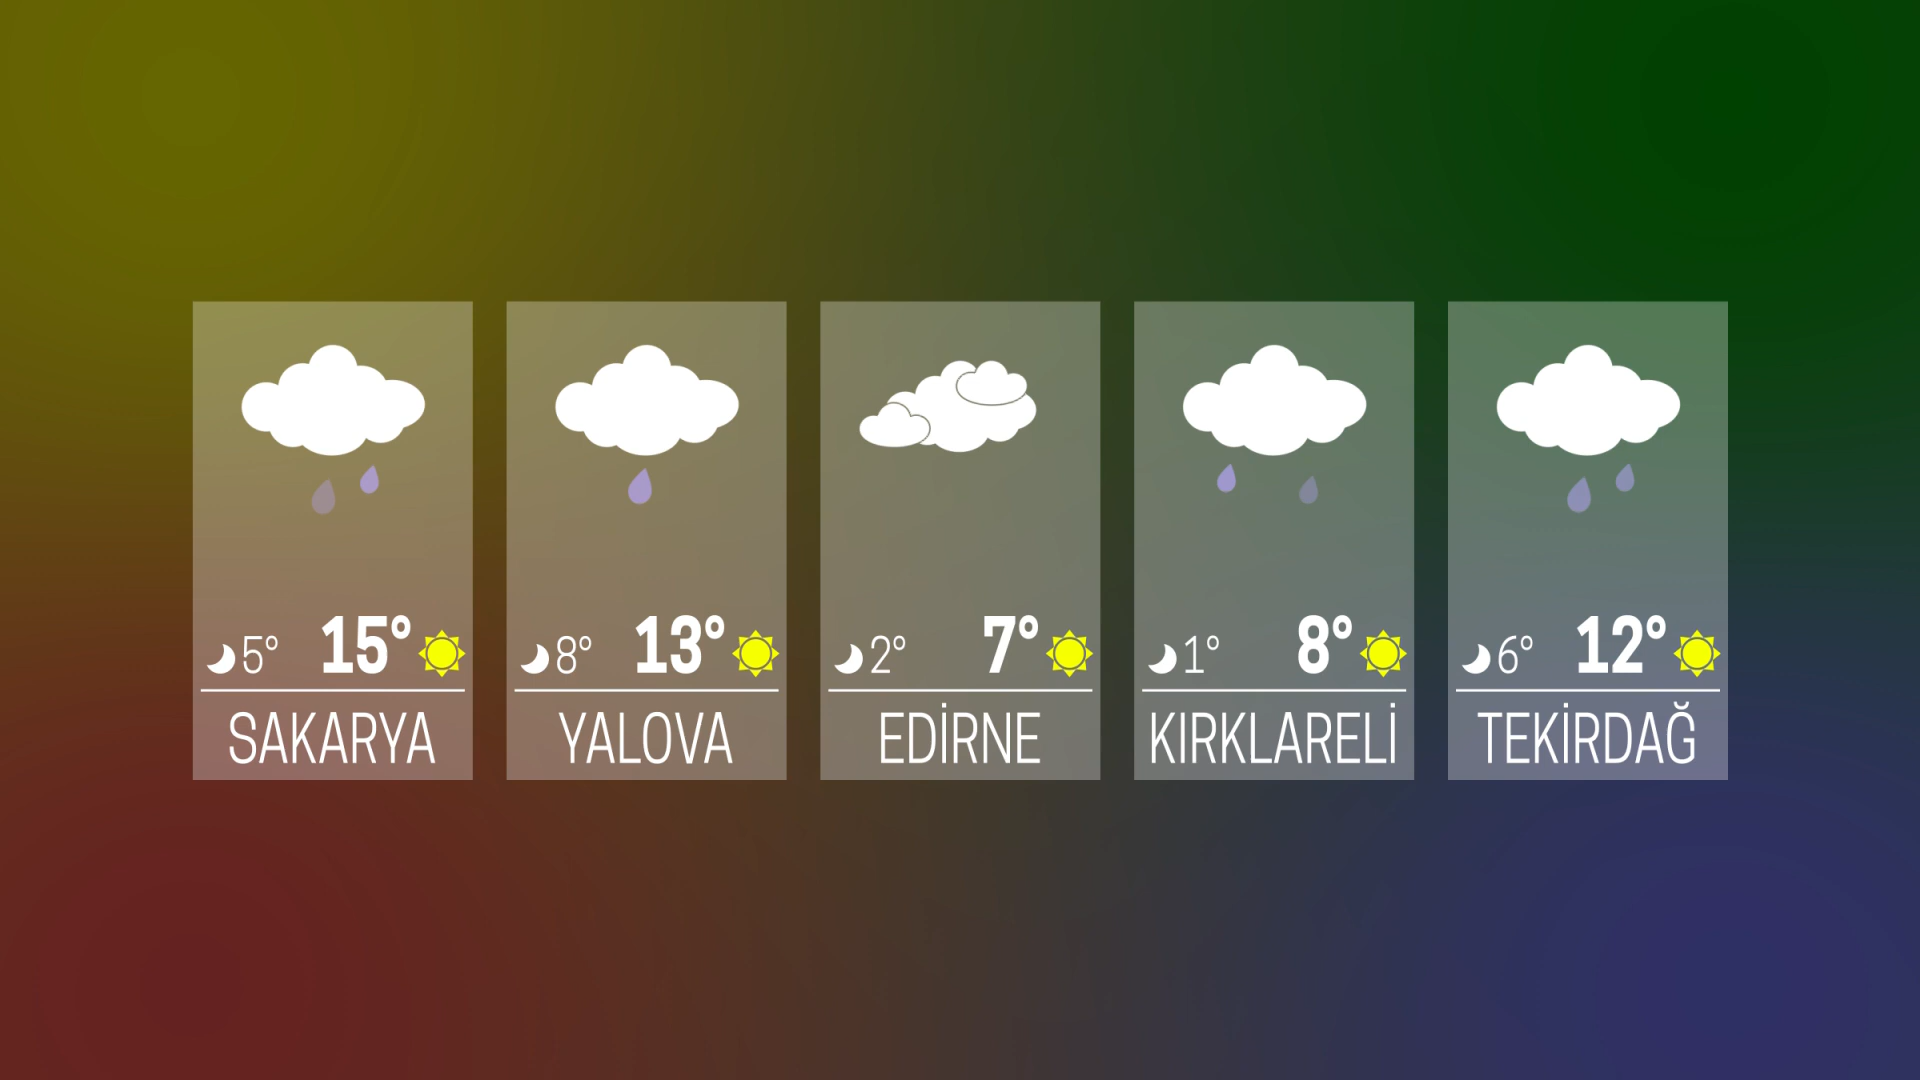 5° 15°
SAKARYA
8° 13°
YALOVA
2° 7°
EDİRNE
1° 8°
KIRKLARELİ
6° 12°
TEKİRDAĞ